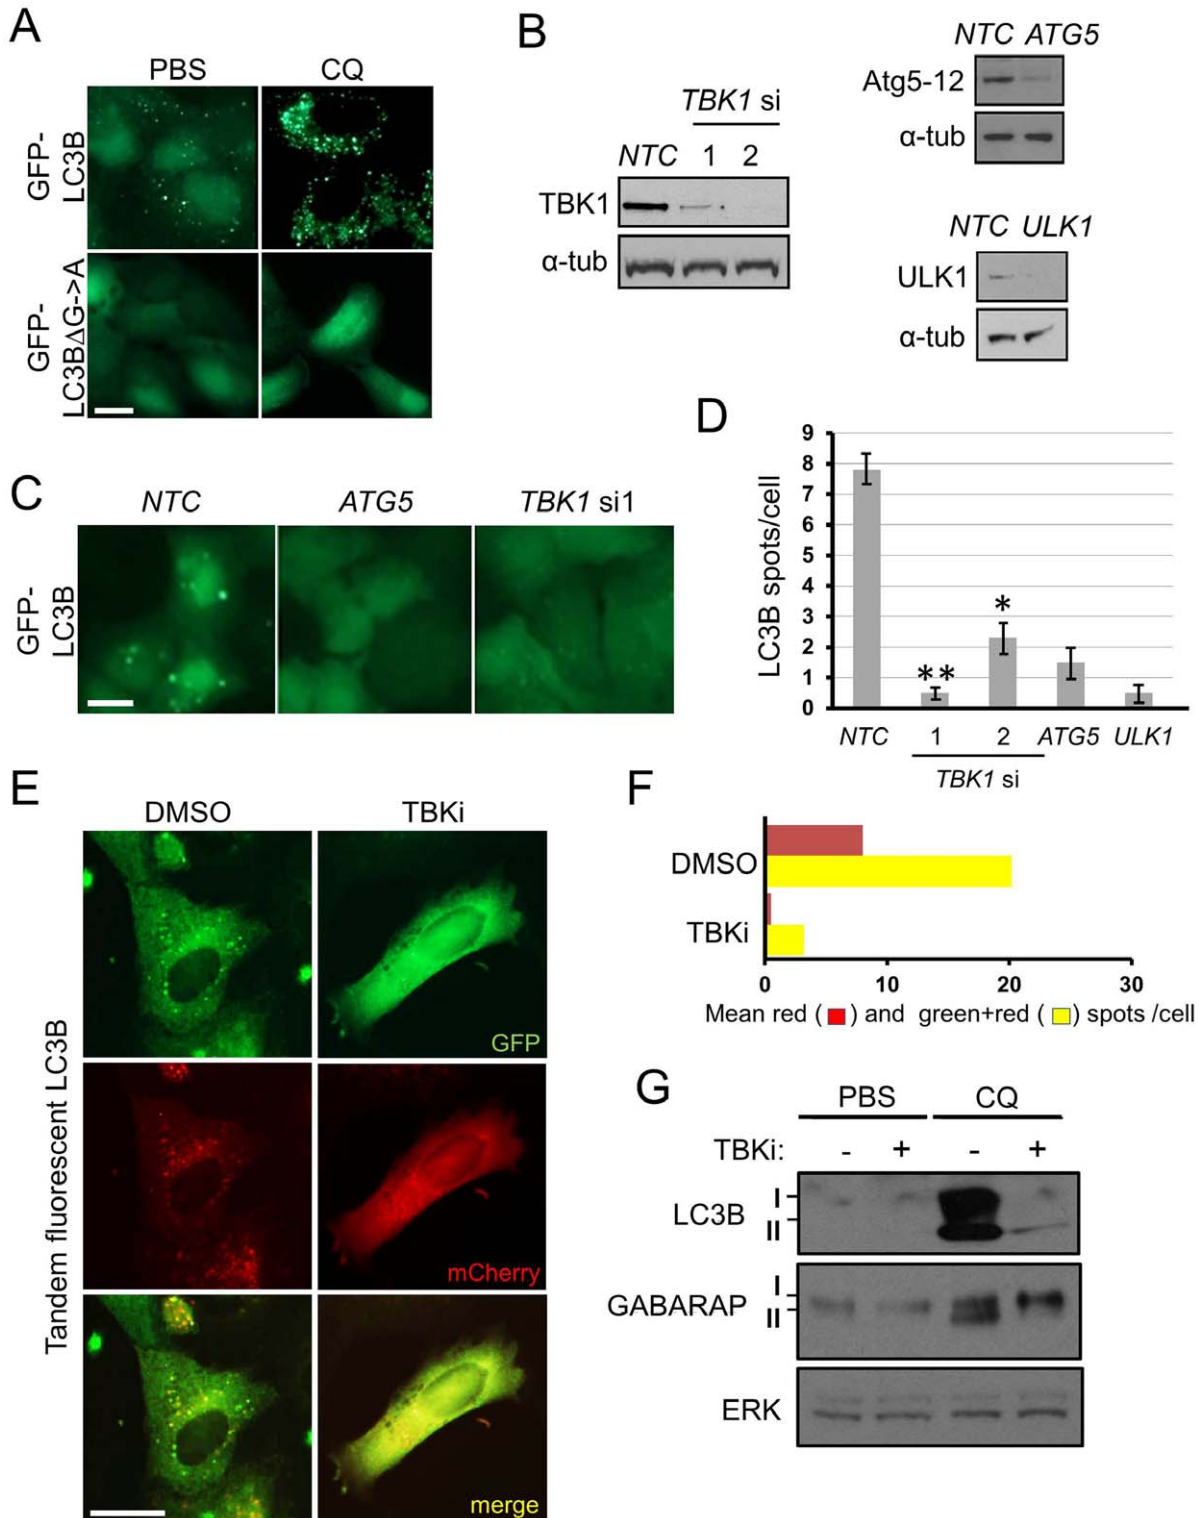 A
PBS CQ
GFP-
LC3B
GFP-
LC3BΔG->A
B
TBK1 si
NTC 1 2
TBK1
α-tub
NTC ATG5
Atg5-12
α-tub
NTC ULK1
ULK1
α-tub
C
NTC ATG5 TBK1 si1
GFP-
LC3B
D
LC3B spots/cell
9
8
7
6
5
4
3
2
1
0
** *
NTC 1 2 ATG5 ULK1
TBK1 si
E
DMSO TBKi
Tandem fluorescent LC3B
GFP
mCherry
merge
F
DMSO
TBKi
0 10 20 30
Mean red ( ) and green+red ( ) spots /cell
G
PBS CQ
TBKi: - + - +
LC3B I
II
GABARAP I
II
ERK